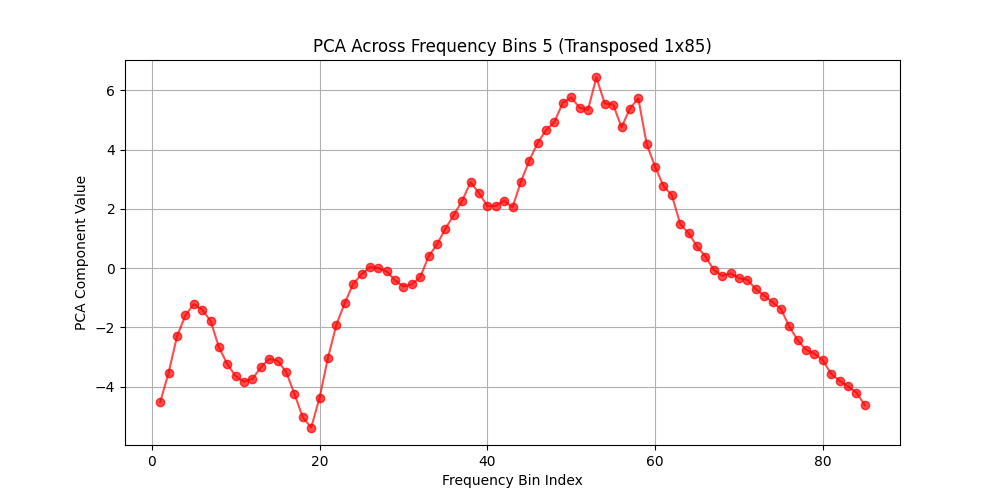 PCA Across Frequency Bins 5 (Transposed 1x85)
6
4
2
0
−2
−4
PCA Component Value
0 20 40 60 80
Frequency Bin Index